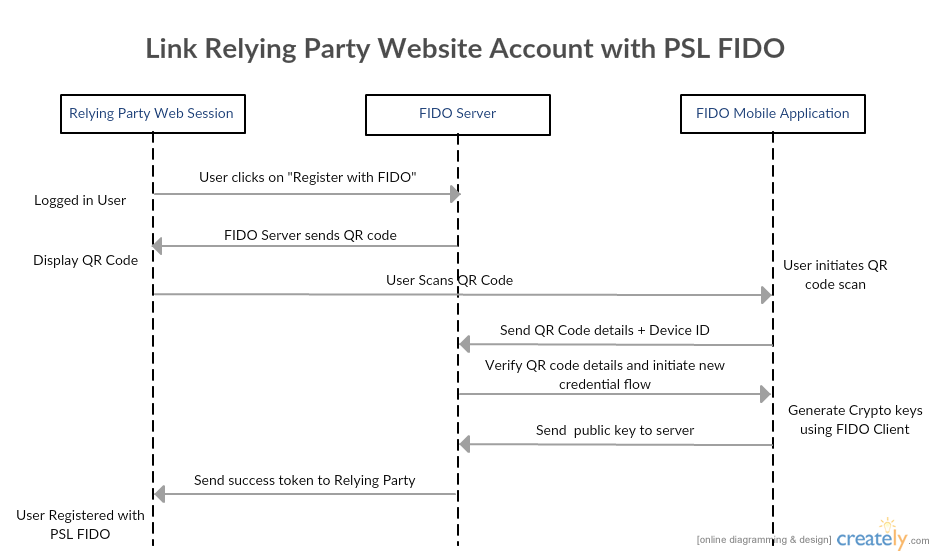 Link Relying Party Website Account with PSL FIDO
Relying Party Web Session
FIDO Server
FIDO Mobile Application
User clicks on "Register with FIDO"
Logged in User
FIDO Server sends QR code
Display QR Code
User initiates QR
code scan
User Scans QR Code
Send QR Code details + Device ID
Verify QR code details and initiate new
credential flow
Generate Crypto keys
using FIDO Client
Send public key to server
Send success token to Relying Party
User Registered with
PSL FIDO
[online diagramming & design] creately.com